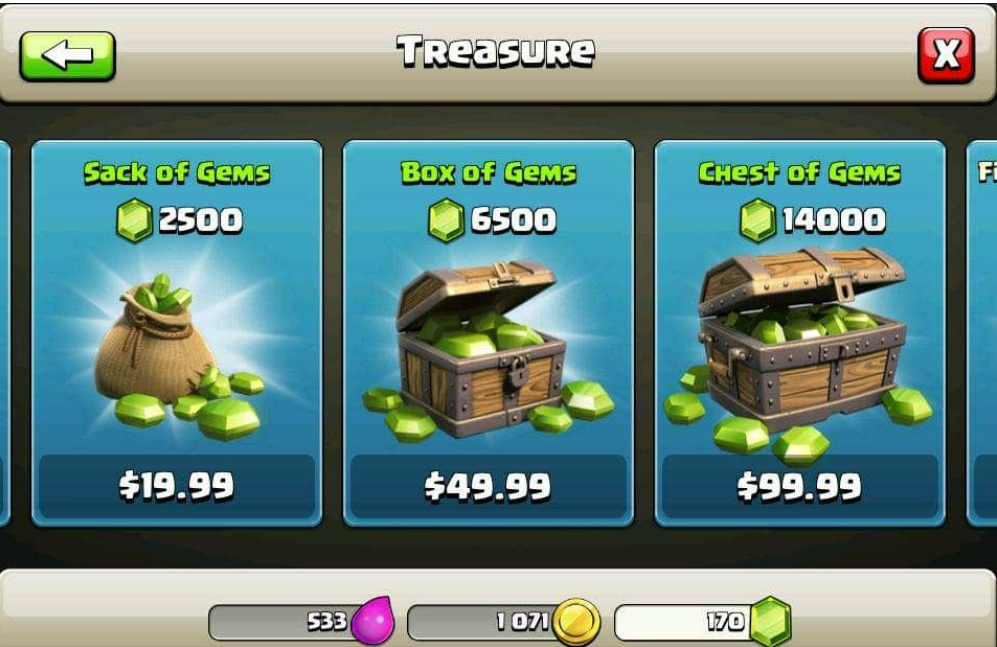 Treasure
X
Sack of Gems
2500
$19.99
Box of Gems
6500
$49.99
Chest of Gems
14000
$99.99
533
1 071
170